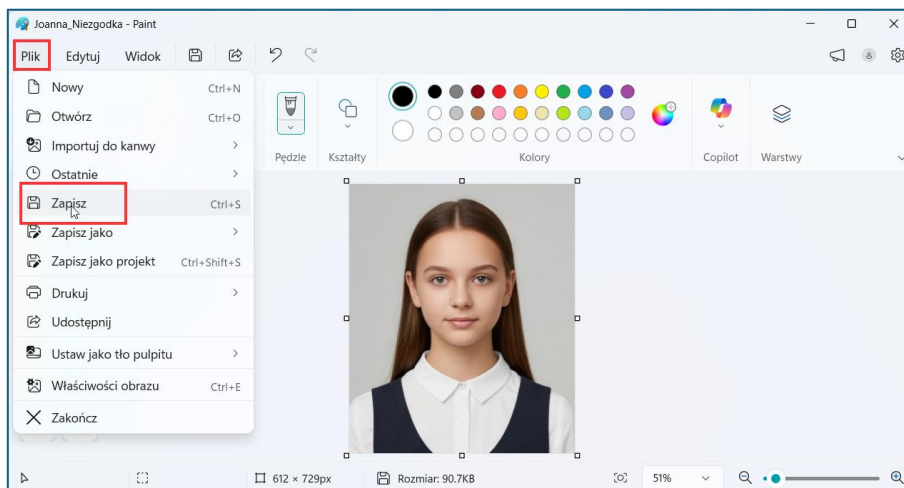 Joanna_Niezgodka - Paint
Plik Edytuj Widok
Nowy Ctrl+N
Otwórz Ctrl+O
Importuj do kanwy
Ostatnie
Zapisz Ctrl+S
Zapisz jako
Zapisz jako projekt Ctrl+Shift+S
Drukuj
Udostępnij
Ustaw jako tło pulpitu
Właściwości obrazu Ctrl+E
Zakończ
Pędzle Kształty Kolory Copilot Warstwy
612 × 729px Rozmiar: 90.7KB 51%